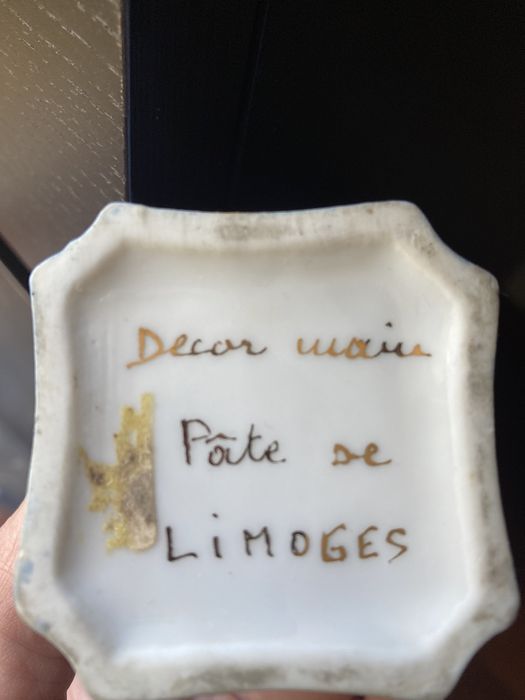 Decor main
Pâte de
LiMOGES